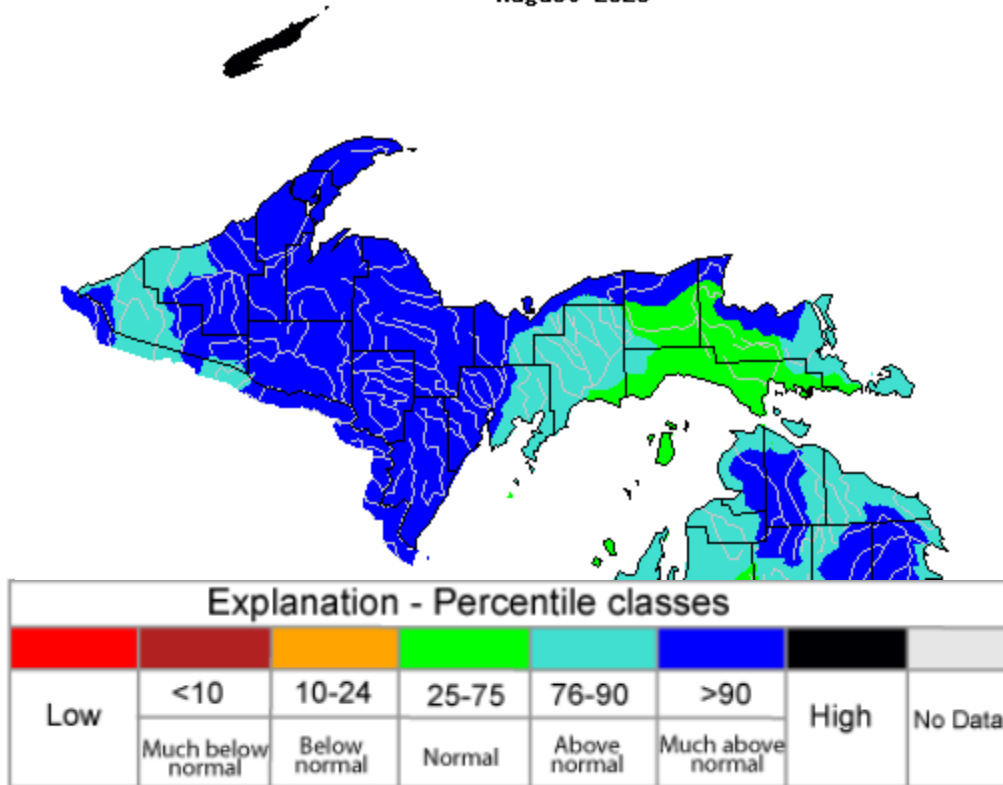 Explanation - Percentile classes
Low
<10
10-24
25-75
76-90
>90
High
No Data
Much below
normal
Below
normal
Normal
Above
normal
Much above
normal